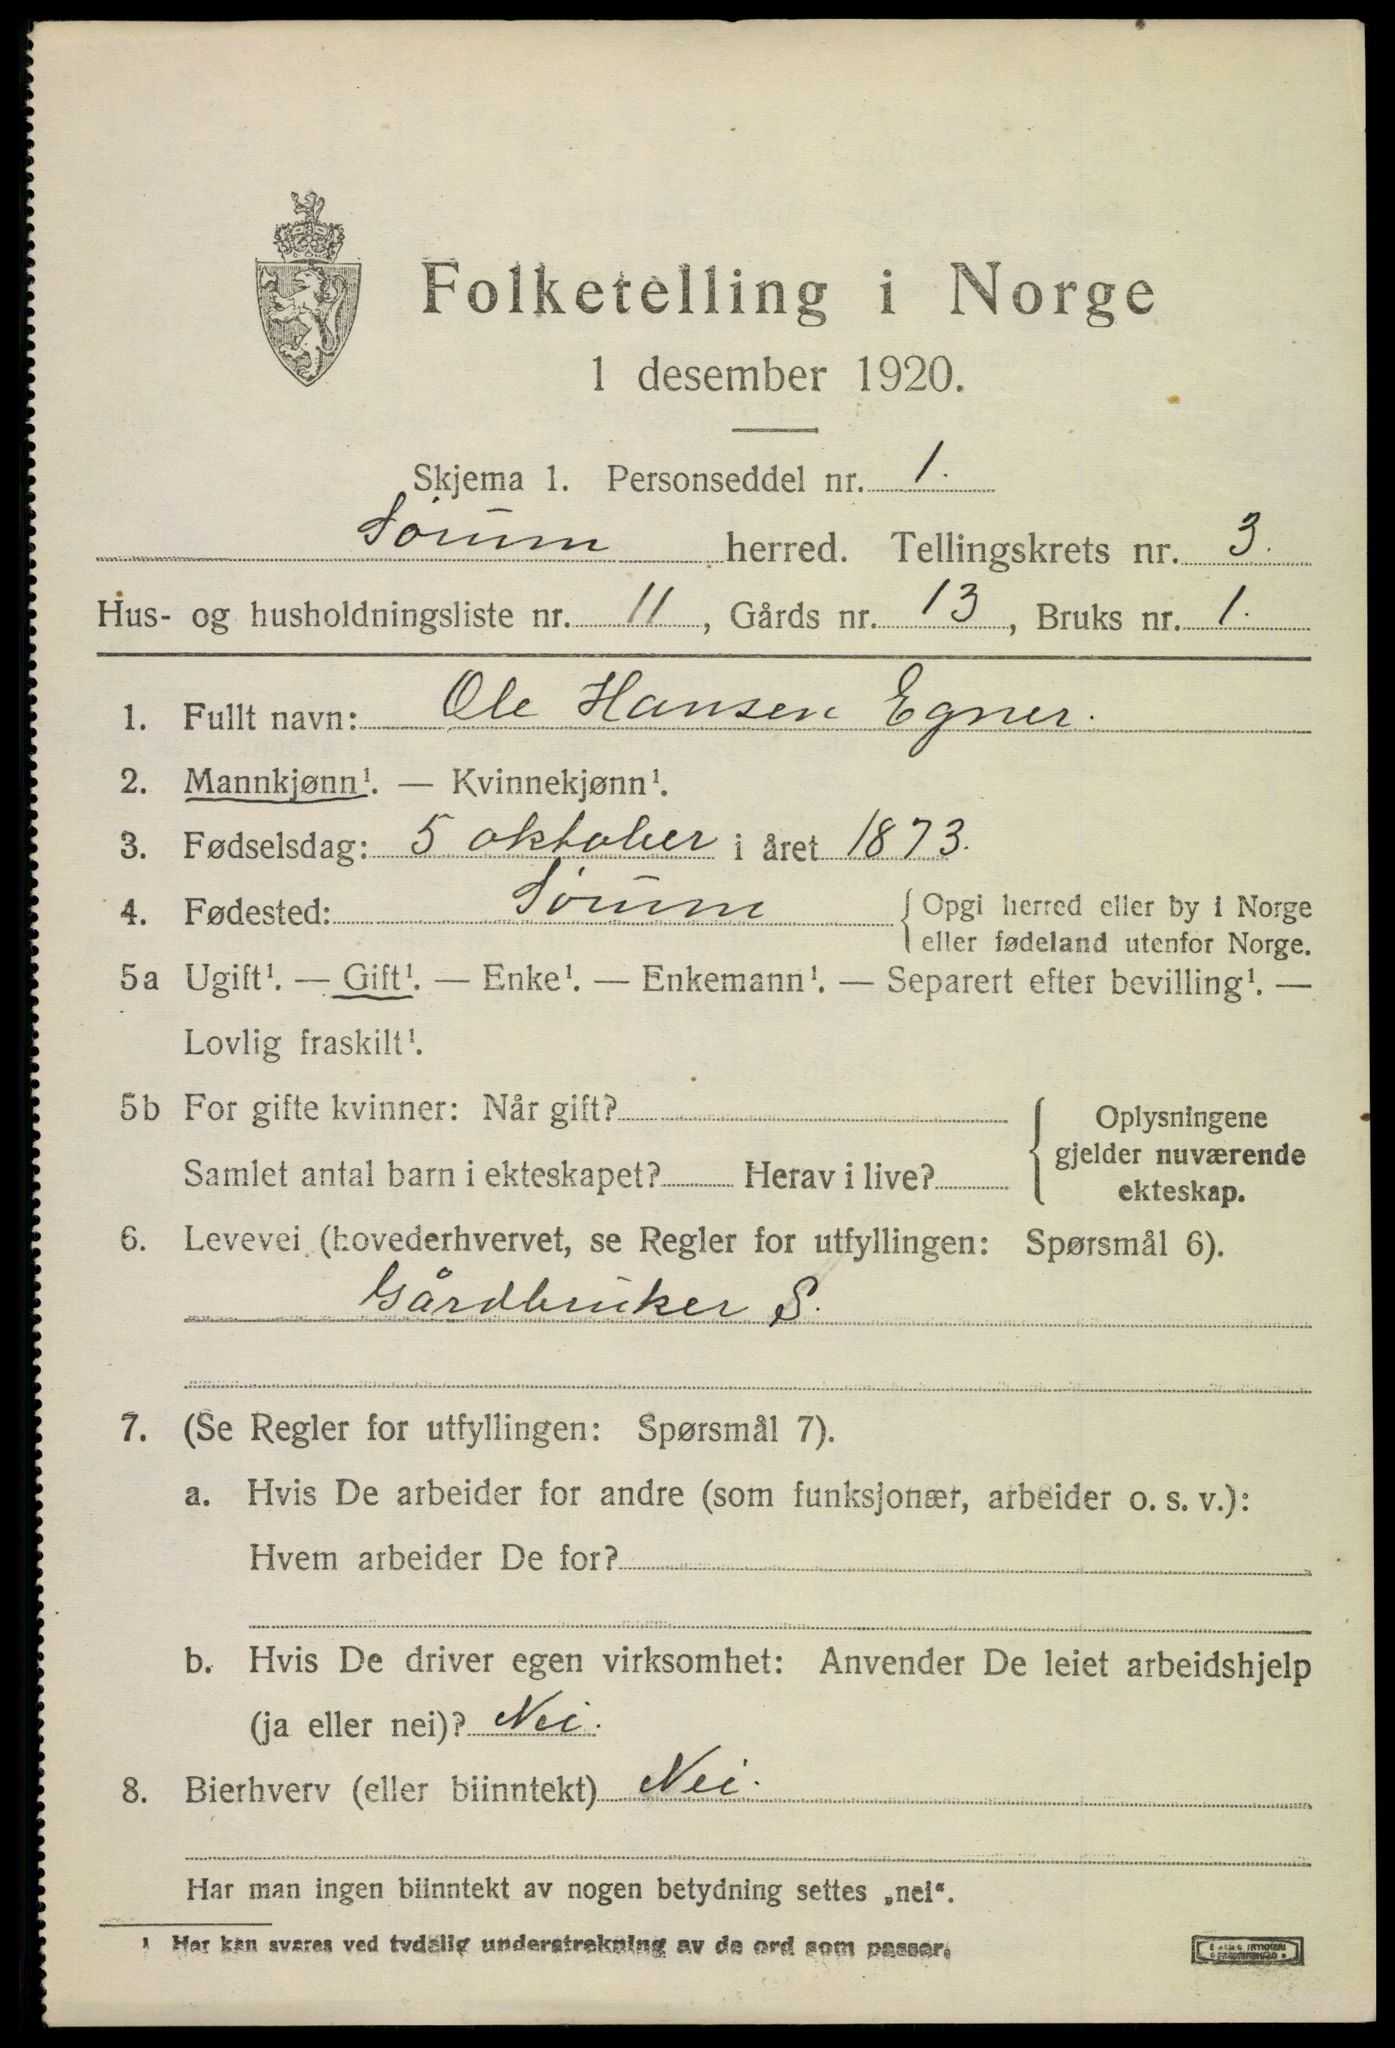 Folketelling i Norge
1 desember 1920.
Skjema 1. Personseddel nr. 1.
Sørum herred. Tellingskrets nr. 3.
Hus- og husholdningsliste nr. 11, Gårds nr. 13, Bruks nr. 1.
1. Fullt navn: Ole Hansen Egner.
2. Mannkjønn¹. — Kvinnekjønn¹.
3. Fødselsdag: 5 oktober i året 1873.
4. Fødested: Sørum { Opgi herred eller by i Norge
eller fødeland utenfor Norge.
5a Ugift¹. — Gift¹. — Enke¹. — Enkemann¹. — Separert efter bevilling¹. —
Lovlig fraskilt¹.
5b For gifte kvinner: Når gift?
Samlet antal barn i ekteskapet? Herav i live?
{ Oplysningene
gjelder nuværende
ekteskap.
6. Levevei (hovederhvervet, se Regler for utfyllingen: Spørsmål 6).
Gårdbruker S.
7. (Se Regler for utfyllingen: Spørsmål 7).
a. Hvis De arbeider for andre (som funksjonær, arbeider o. s. v.):
Hvem arbeider De for?
b. Hvis De driver egen virksomhet: Anvender De leiet arbeidshjelp
(ja eller nei)? Nei.
8. Bierhverv (eller biinntekt) Nei.
Har man ingen biinntekt av nogen betydning settes „nei“.
¹ Her kan svares ved tydelig understrekning av de ord som passer.